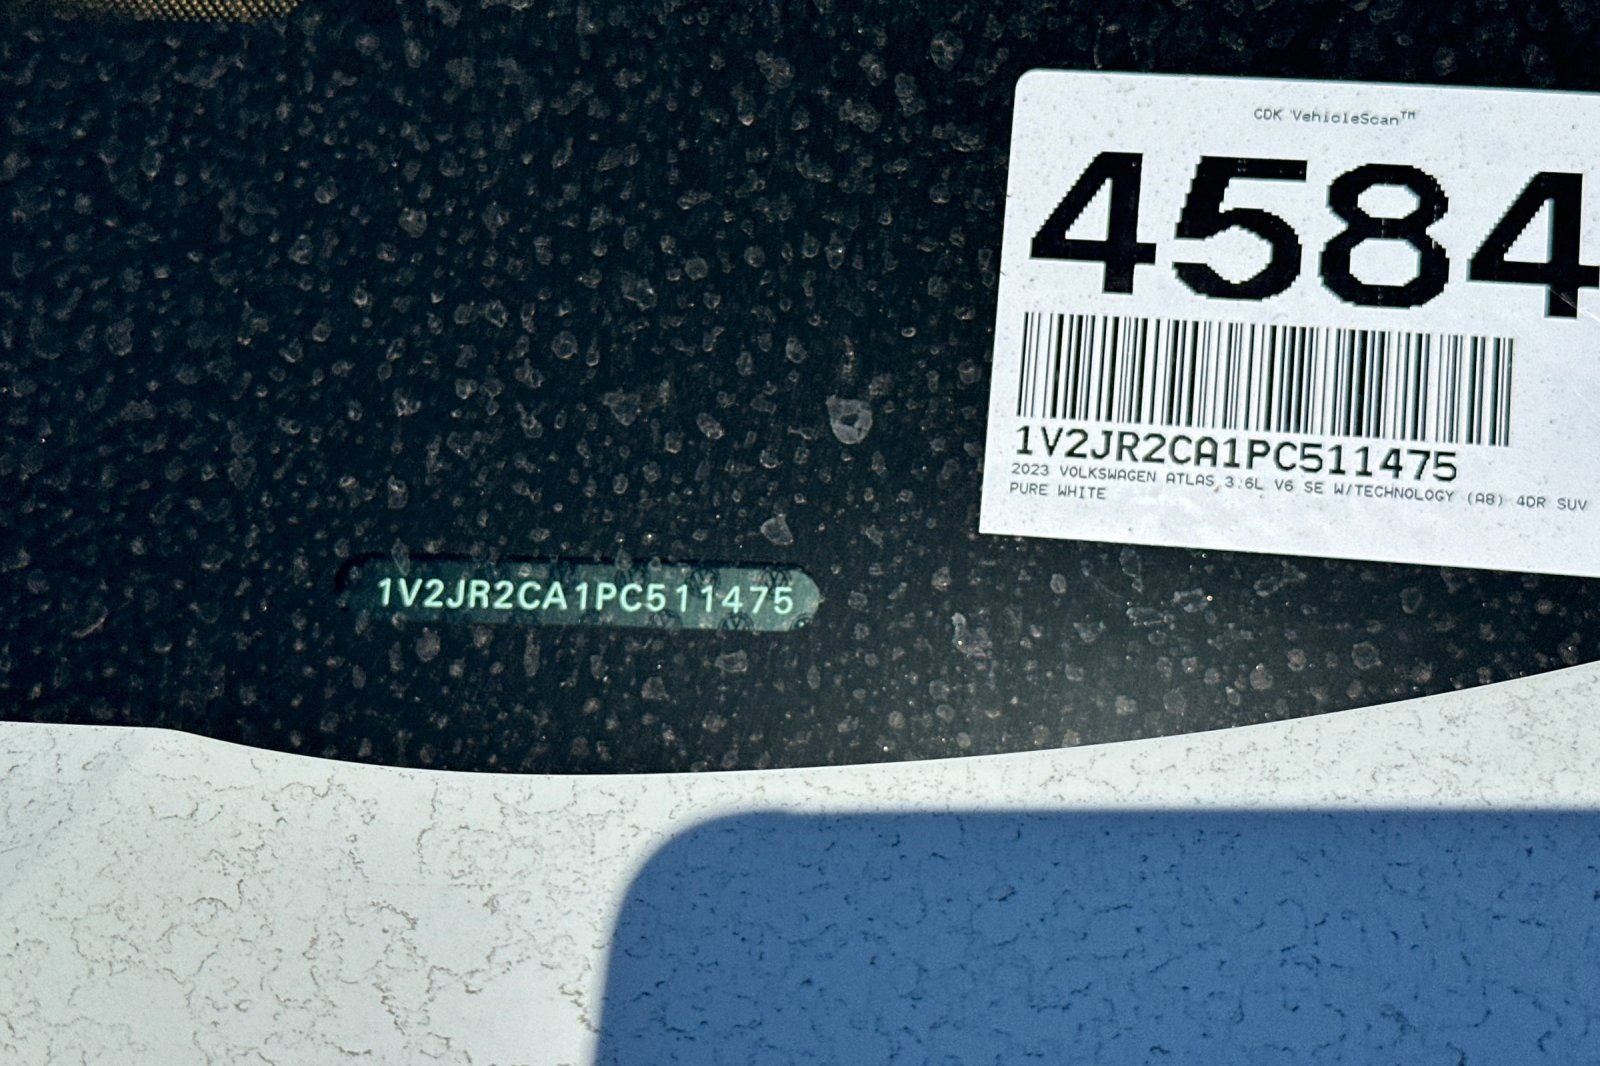 CDK VehicleScan™
4584
1V2JR2CA1PC511475
2023 VOLKSWAGEN ATLAS 3.6L V6 SE W/TECHNOLOGY (A8) 4DR SUV
PURE WHITE
1V2JR2CA1PC511475